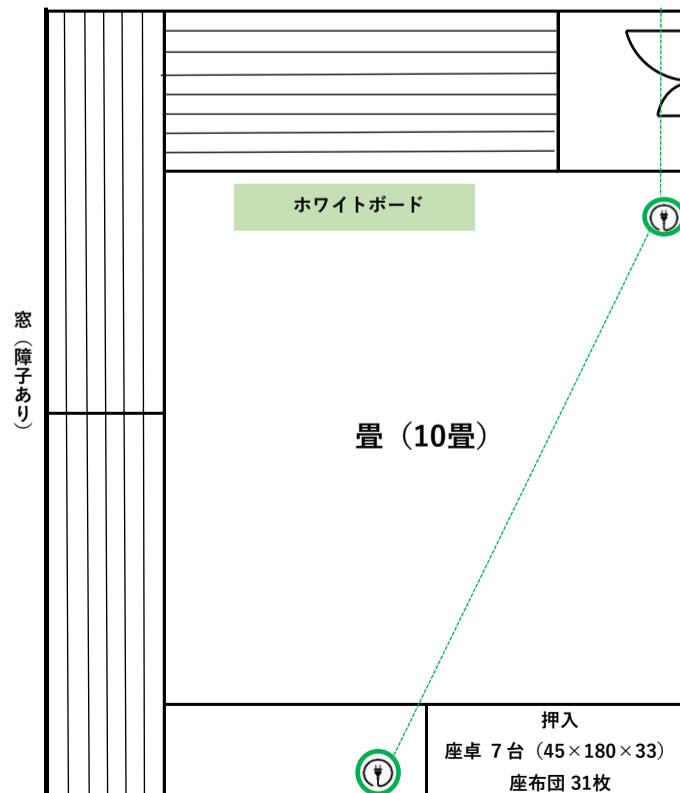 ホワイトボード
窓（障子あり）
畳（10畳）
押入
座卓 7台（45×180×33）
座布団 31枚